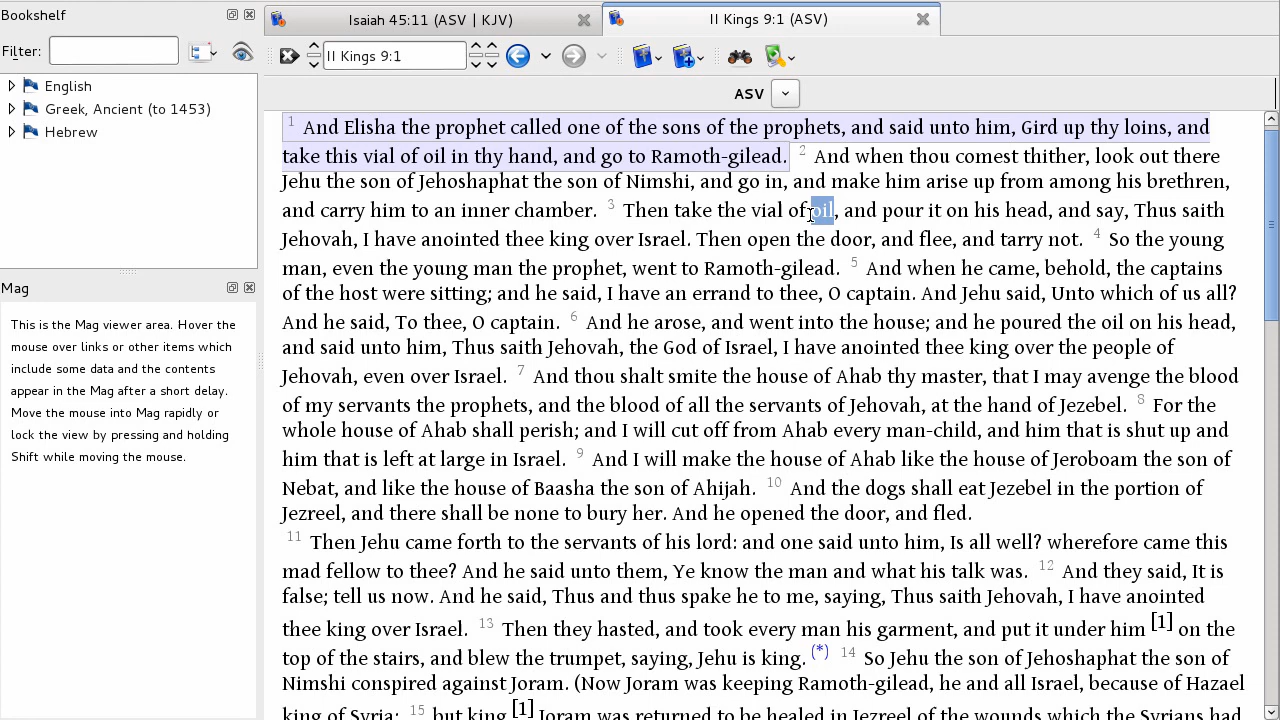 Bookshelf
Filter:
English
Greek, Ancient (to 1453)
Hebrew
Mag
This is the Mag viewer area. Hover the
mouse over links or other items which
include some data and the contents
appear in the Mag after a short delay.
Move the mouse into Mag rapidly or
lock the view by pressing and holding
Shift while moving the mouse.
Isaiah 45:11 (ASV | KJV)
II Kings 9:1 (ASV)
II Kings 9:1
ASV
1 And Elisha the prophet called one of the sons of the prophets, and said unto him, Gird up thy loins, and
take this vial of oil in thy hand, and go to Ramoth-gilead. 2 And when thou comest thither, look out there
Jehu the son of Jehoshaphat the son of Nimshi, and go in, and make him arise up from among his brethren,
and carry him to an inner chamber. 3 Then take the vial of oil, and pour it on his head, and say, Thus saith
Jehovah, I have anointed thee king over Israel. Then open the door, and flee, and tarry not. 4 So the young
man, even the young man the prophet, went to Ramoth-gilead. 5 And when he came, behold, the captains
of the host were sitting; and he said, I have an errand to thee, O captain. And Jehu said, Unto which of us all?
And he said, To thee, O captain. 6 And he arose, and went into the house; and he poured the oil on his head,
and said unto him, Thus saith Jehovah, the God of Israel, I have anointed thee king over the people of
Jehovah, even over Israel. 7 And thou shalt smite the house of Ahab thy master, that I may avenge the blood
of my servants the prophets, and the blood of all the servants of Jehovah, at the hand of Jezebel. 8 For the
whole house of Ahab shall perish; and I will cut off from Ahab every man-child, and him that is shut up and
him that is left at large in Israel. 9 And I will make the house of Ahab like the house of Jeroboam the son of
Nebat, and like the house of Baasha the son of Ahijah. 10 And the dogs shall eat Jezebel in the portion of
Jezreel, and there shall be none to bury her. And he opened the door, and fled.
11 Then Jehu came forth to the servants of his lord: and one said unto him, Is all well? wherefore came this
mad fellow to thee? And he said unto them, Ye know the man and what his talk was. 12 And they said, It is
false; tell us now. And he said, Thus and thus spake he to me, saying, Thus saith Jehovah, I have anointed
thee king over Israel. 13 Then they hasted, and took every man his garment, and put it under him [1] on the
top of the stairs, and blew the trumpet, saying, Jehu is king. (*) 14 So Jehu the son of Jehoshaphat the son of
Nimshi conspired against Joram. (Now Joram was keeping Ramoth-gilead, he and all Israel, because of Hazael
king of Syria; 15 but king [1] Joram was returned to be healed in Jezreel of the wounds which the Syrians had